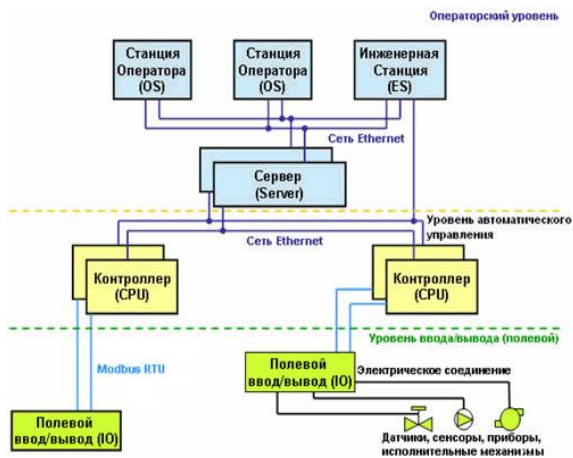 Операторский уровень
Станция
Оператора
(OS)
Станция
Оператора
(OS)
Инженерная
Станция
(ES)
Сеть Ethernet
Сервер
(Server)
Уровень автоматического
управления
Сеть Ethernet
Контроллер
(CPU)
Контроллер
(CPU)
Уровень ввода/вывода (полевой)
Modbus RTU
Полевой
ввод/вывод (IO)
Электрическое соединение
Полевой
ввод/вывод (IO)
Датчики, сенсоры, приборы,
исполнительные механизмы